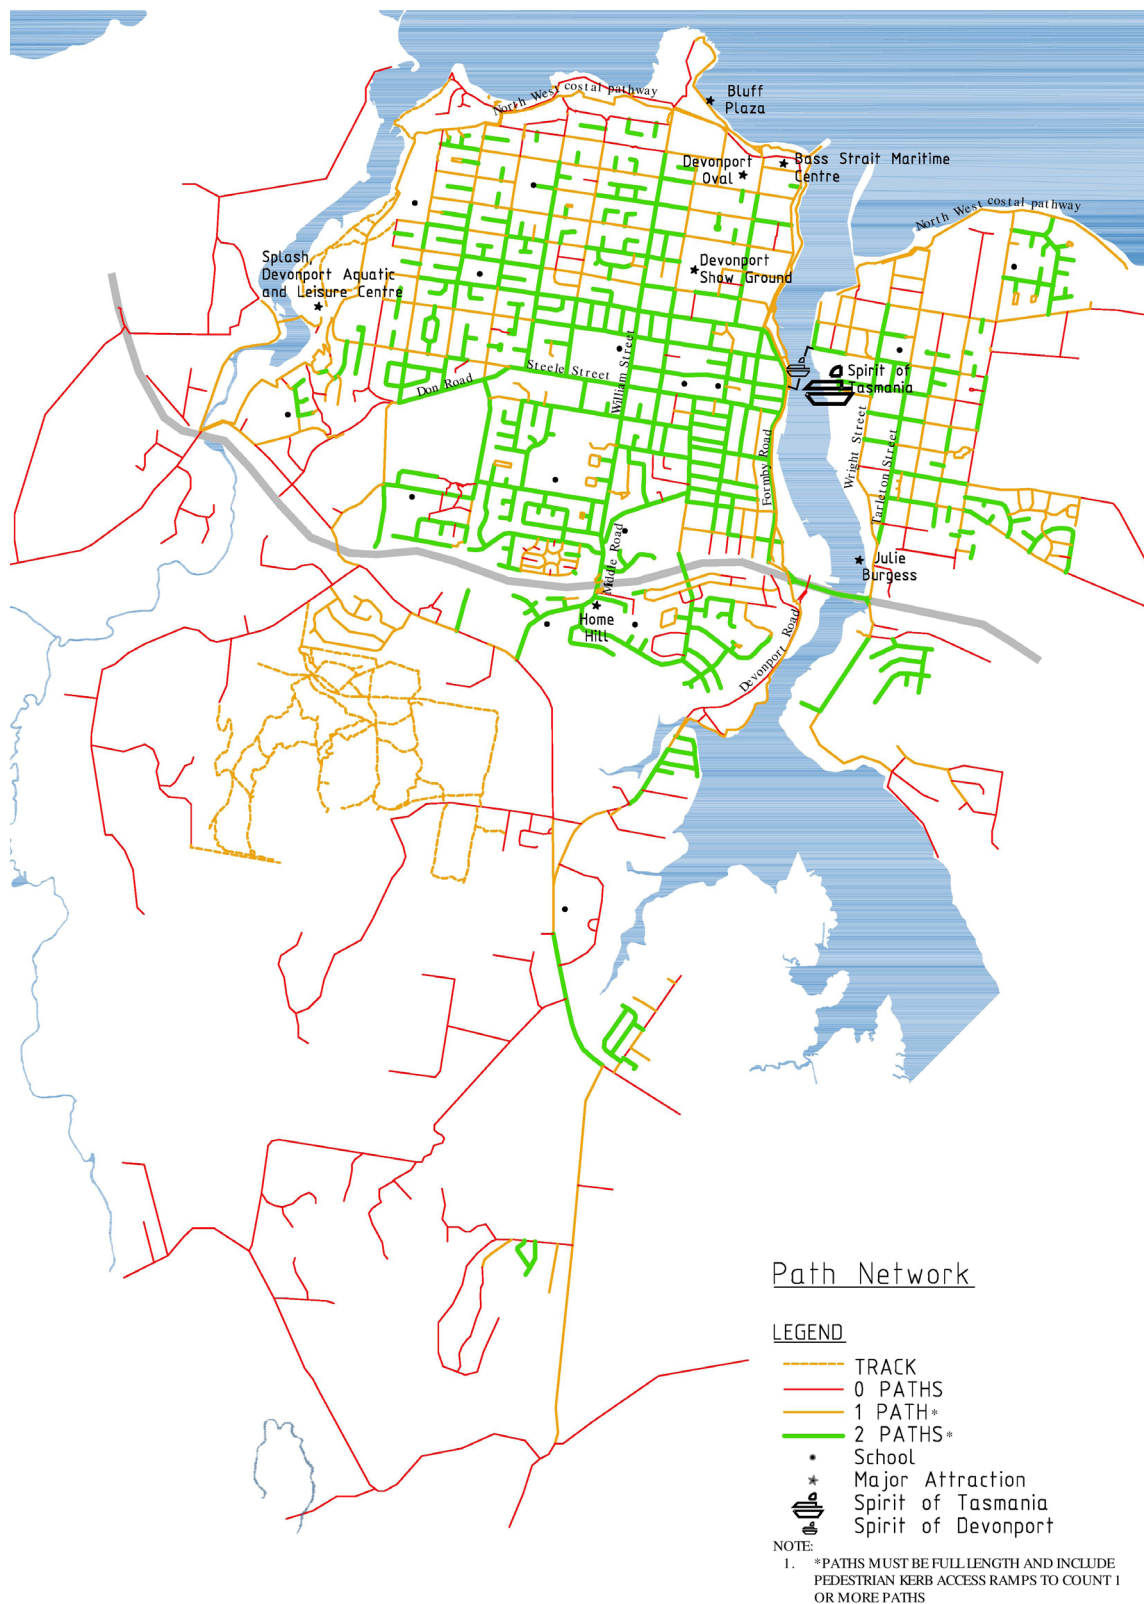 North West costal pathway
Bluff
Plaza
Devonport
Oval
Bass Strait Maritime
Centre
North West costal pathway
Splash,
Devonport Aquatic
and Leisure Centre
Devonport
Show Ground
Don Road
Steele Street
William Street
Spirit of
Tasmania
Formby Road
Wright Street
Tarleton Street
Middle Road
Julie
Burgess
Home
Hill
Devonport Road
Path Network
LEGEND
TRACK
0 PATHS
1 PATH*
2 PATHS*
School
Major Attraction
Spirit of Tasmania
Spirit of Devonport
NOTE:
1. *PATHS MUST BE FULL LENGTH AND INCLUDE
PEDESTRIAN KERB ACCESS RAMPS TO COUNT 1
OR MORE PATHS